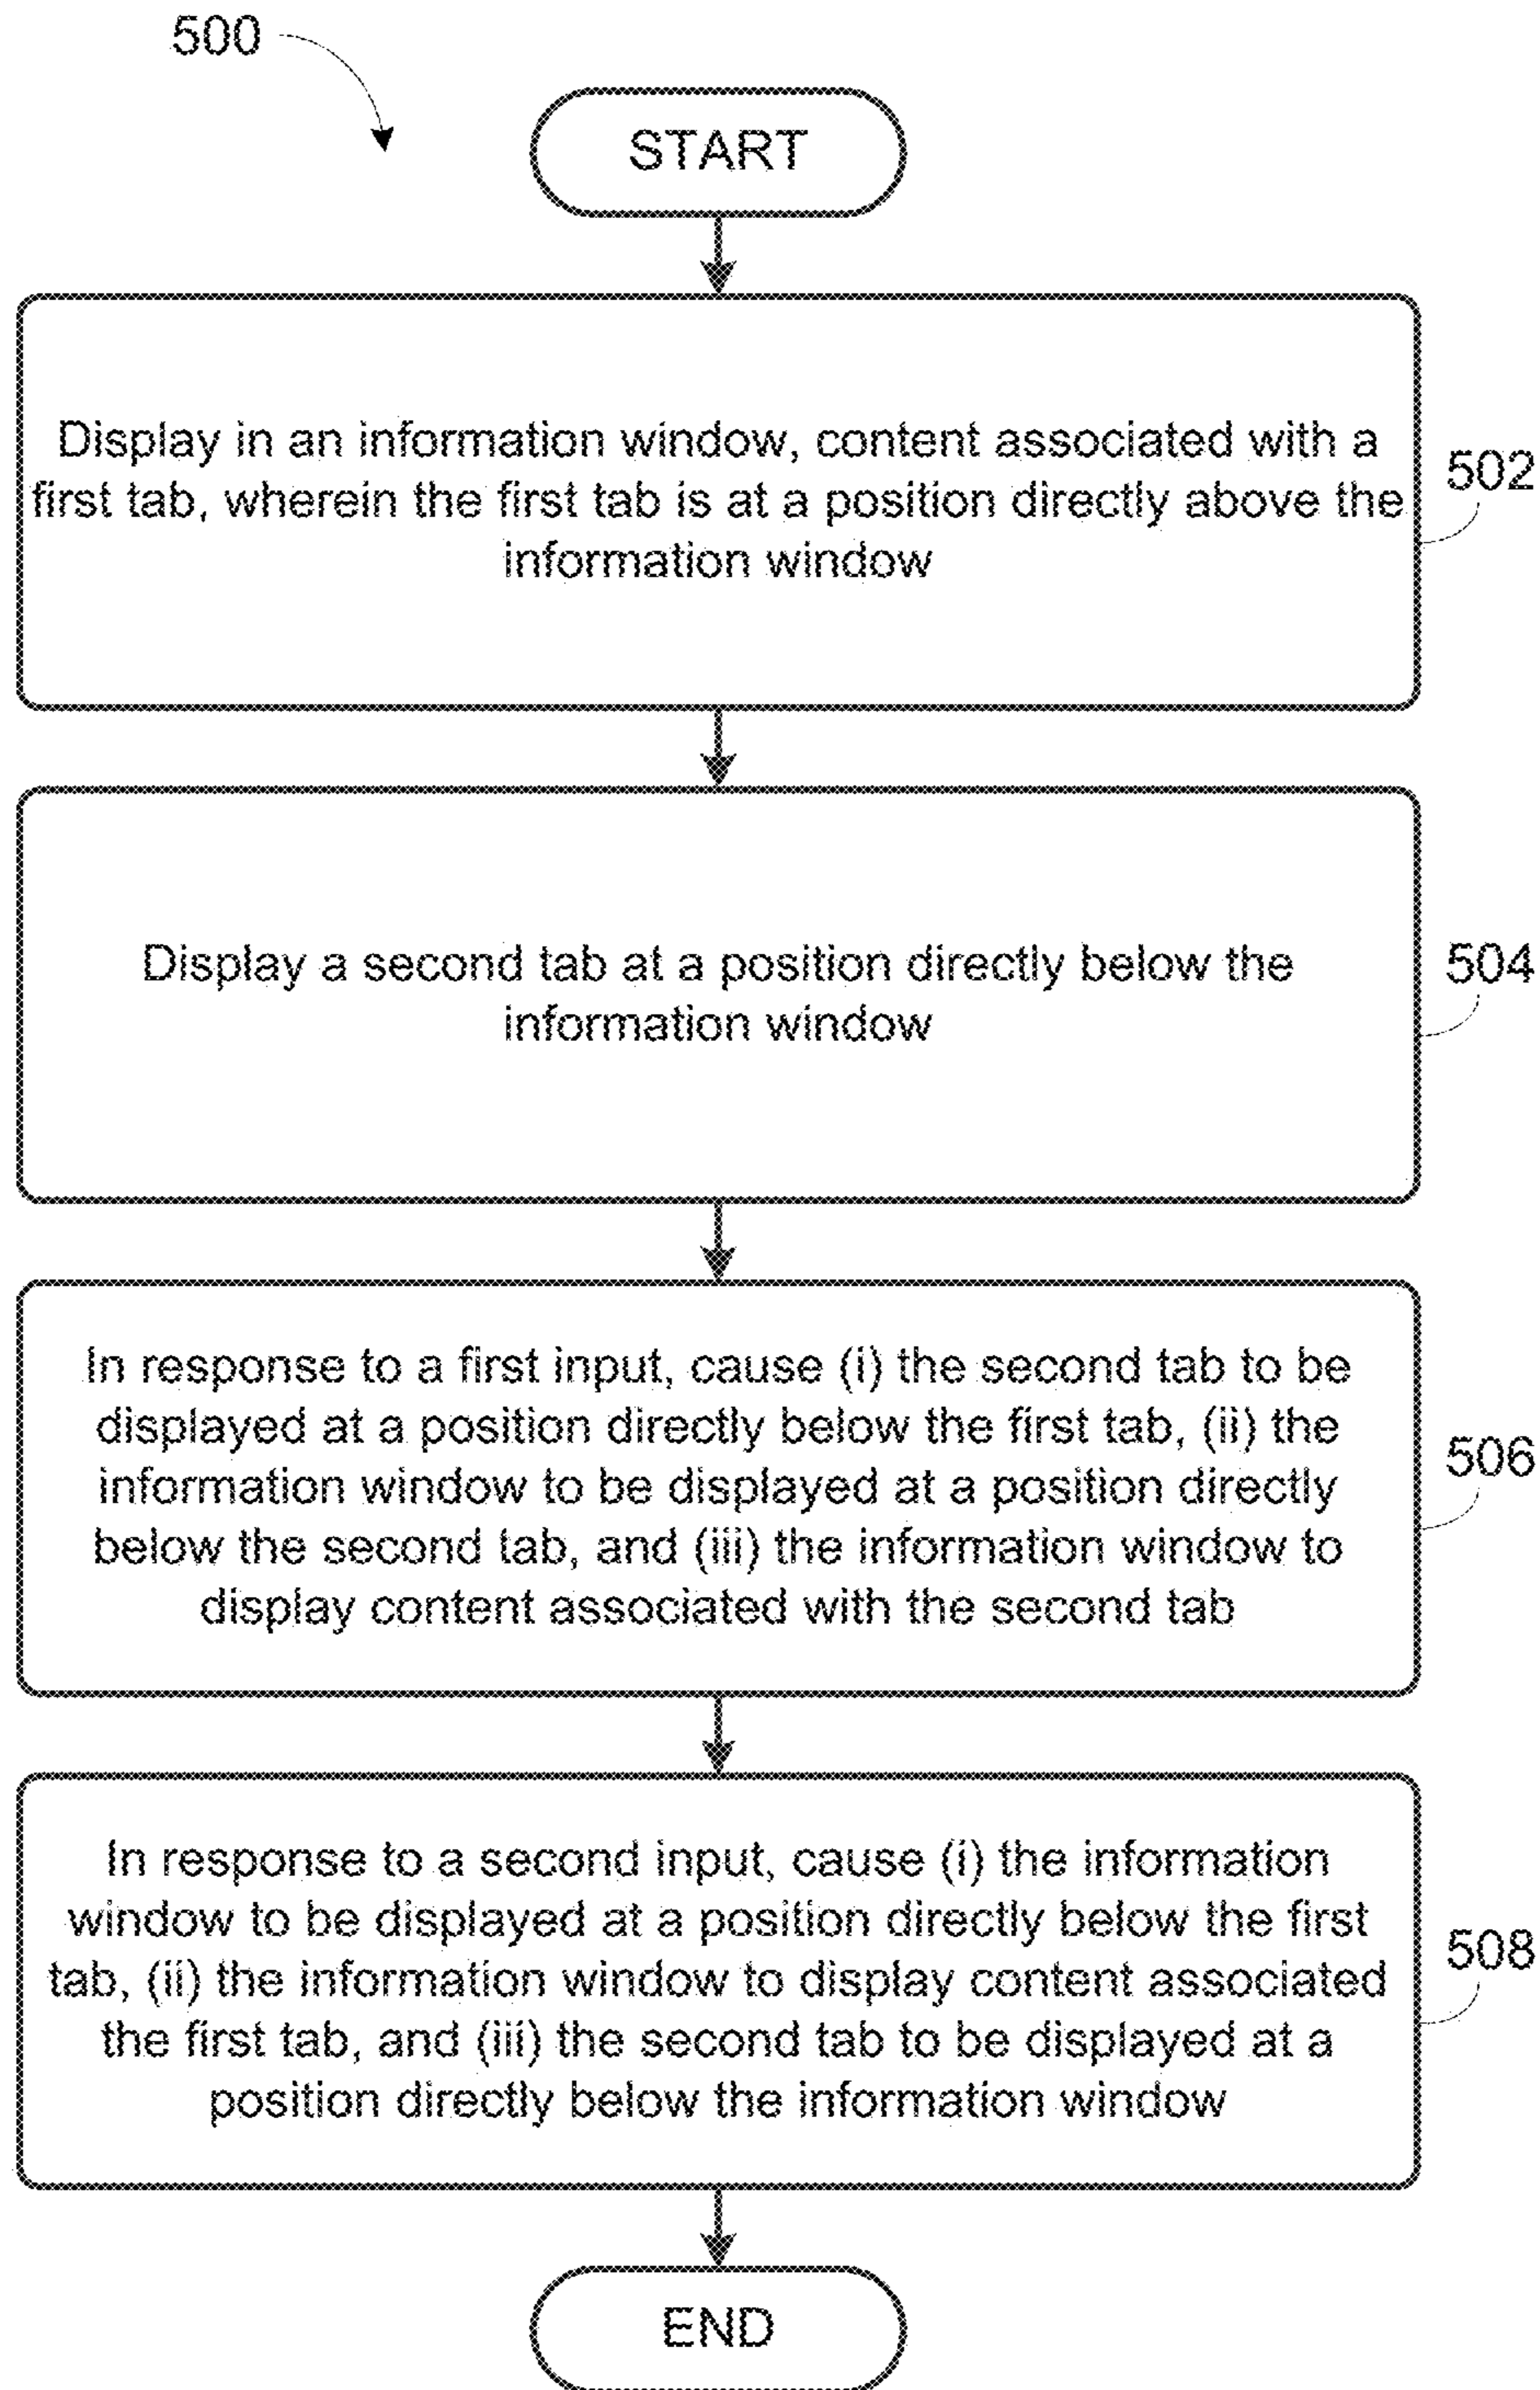 500
START
Display in an information window, content associated with a
first tab, wherein the first tab is at a position directly above the
information window
502
Display a second tab at a position directly below the
information window
504
In response to a first input, cause (i) the second tab to be
displayed at a position directly below the first tab, (ii) the
information window to be displayed at a position directly
below the second tab, and (iii) the information window to
display content associated with the second tab
506
In response to a second input, cause (i) the information
window to be displayed at a position directly below the first
tab, (ii) the information window to display content associated
the first tab, and (iii) the second tab to be displayed at a
position directly below the information window
508
END